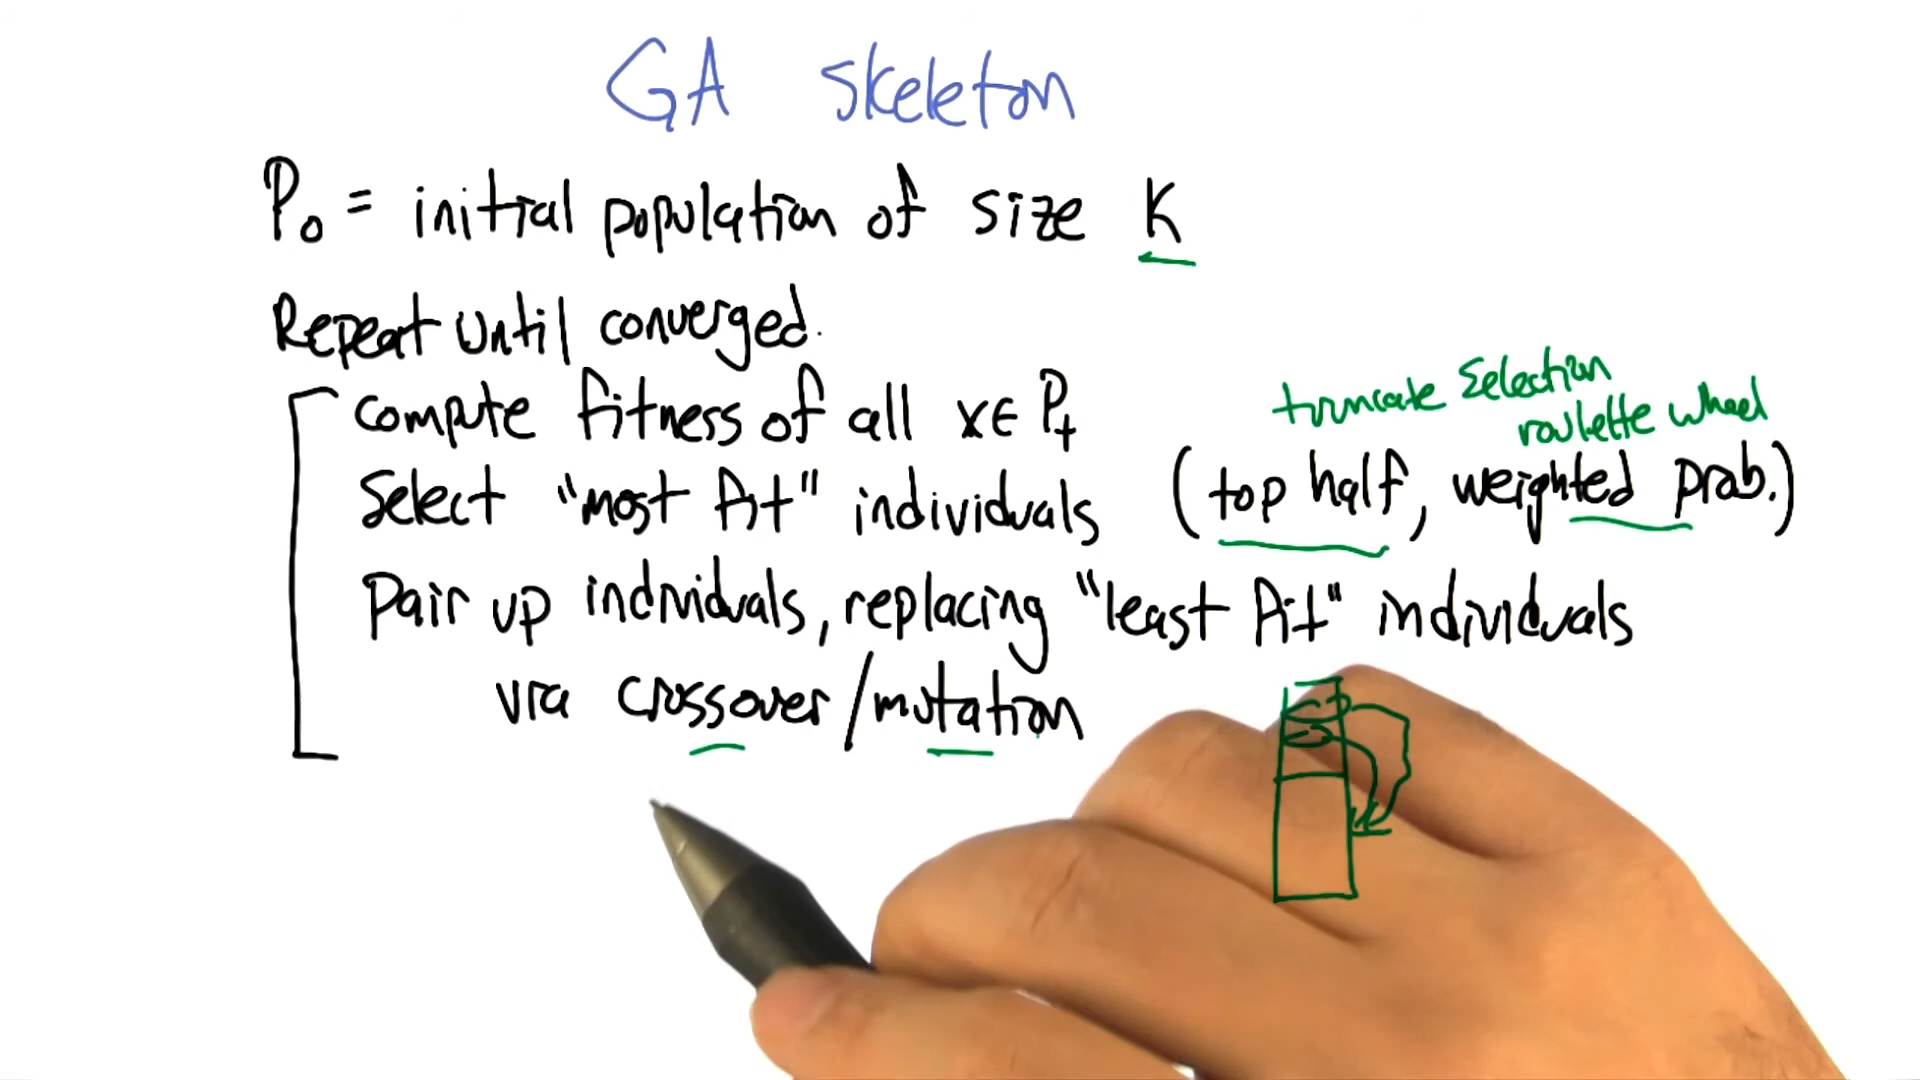 GA skeleton
P₀ = initial population of size K
Repeat until converged.
compute fitness of all x∈Pₜ
truncate selection
roulette wheel
Select "most fit" individuals (top half, weighted prob.)
Pair up individuals, replacing "least fit" individuals
via crossover/mutation